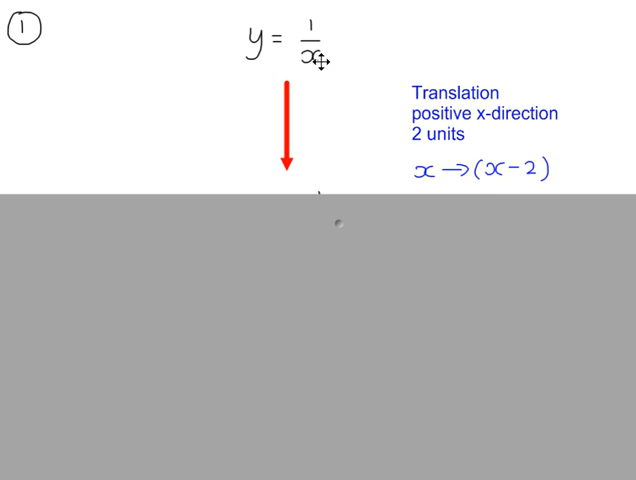 1
y = 1/x
Translation
positive x-direction
2 units
x → (x - 2)